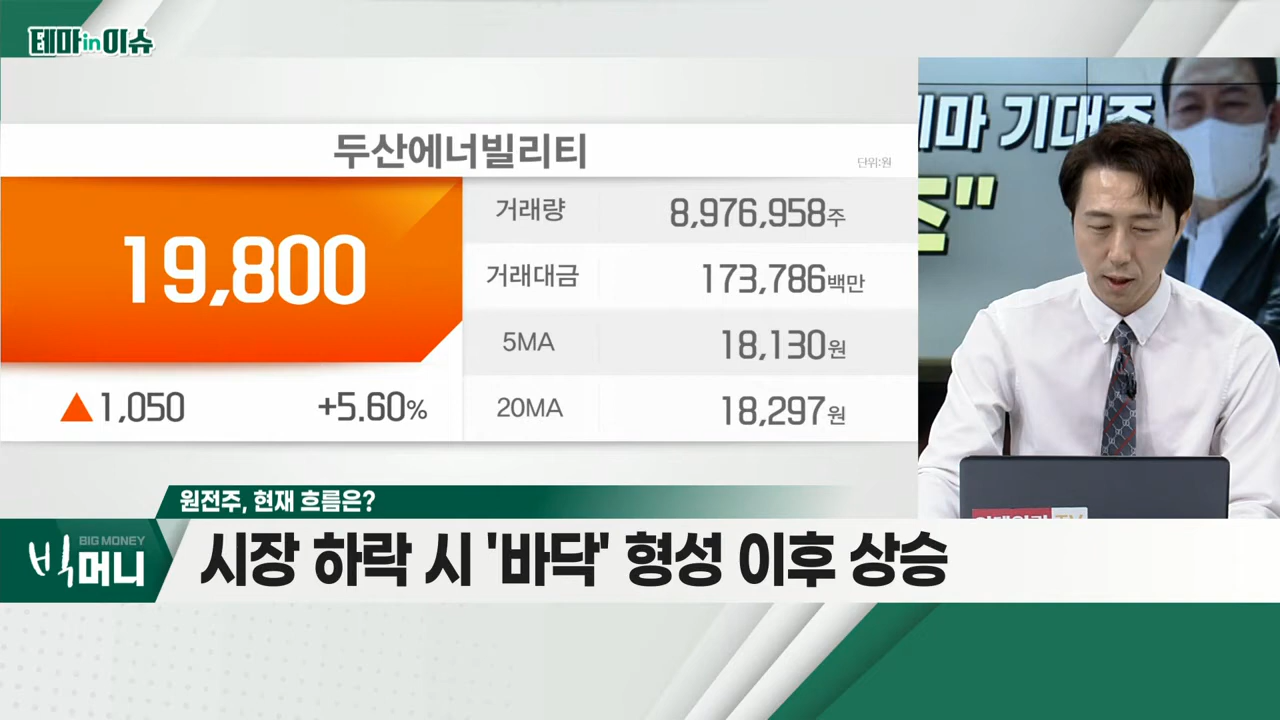 테마in이슈
두산에너빌리티
단위:원
19,800
▲1,050 +5.60%
거래량 8,976,958주
거래대금 173,786백만
5MA 18,130원
20MA 18,297원
기대주
"
원전주, 현재 흐름은?
BIG MONEY
빅머니
시장 하락 시 '바닥' 형성 이후 상승